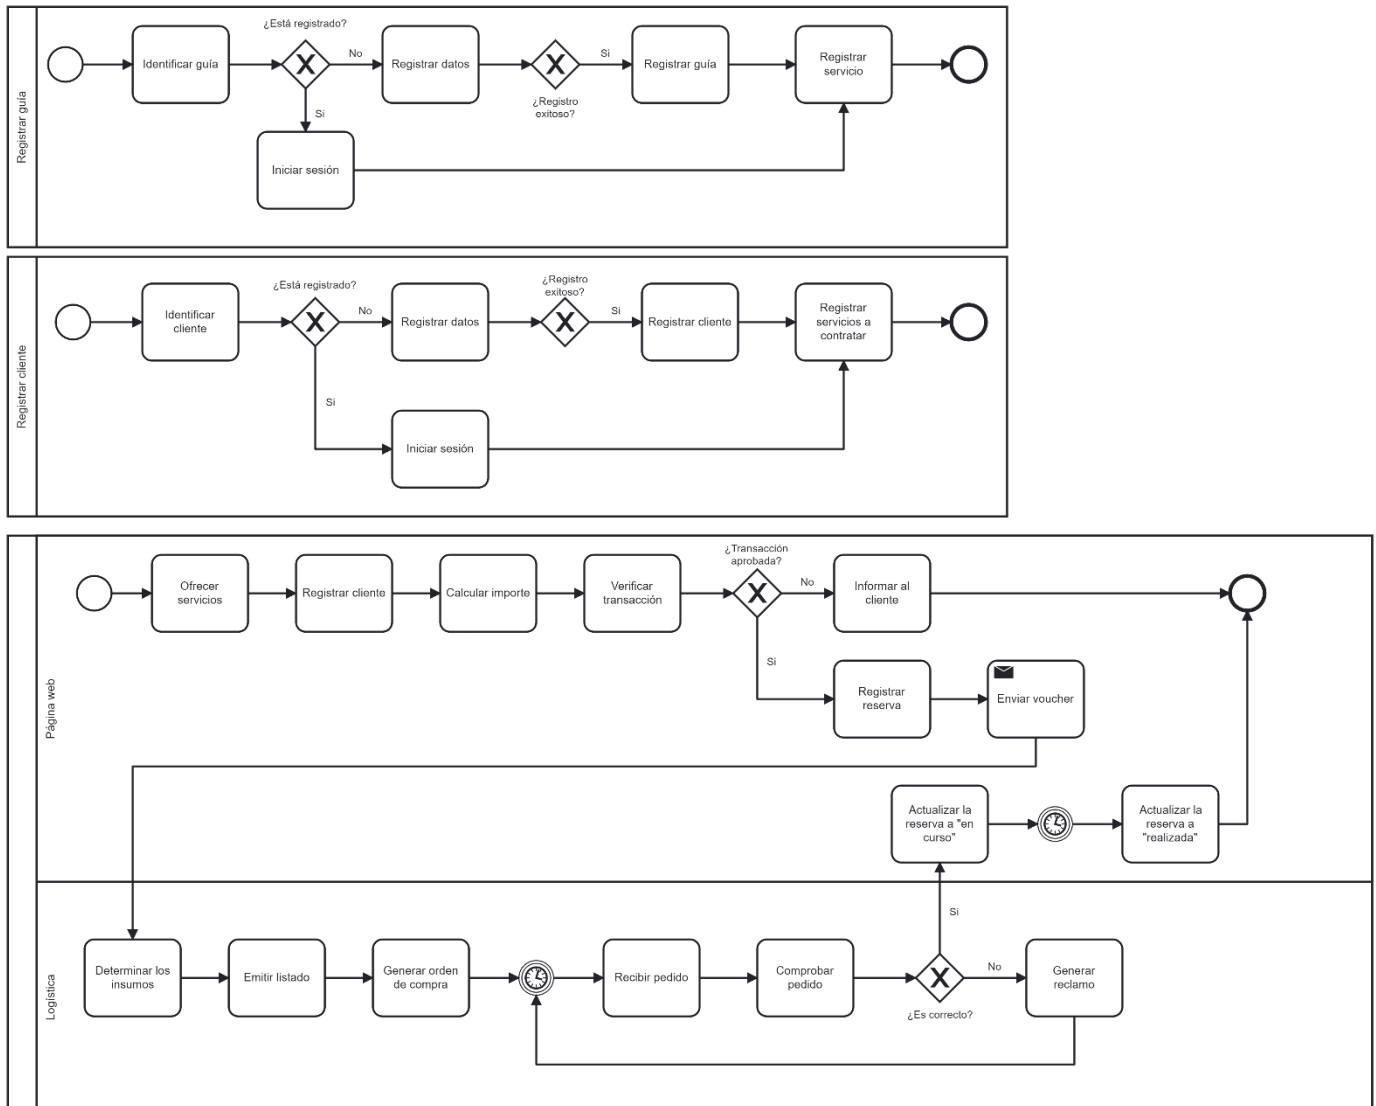 Registrar guía
¿Está registrado?
Identificar guía
No
Registrar datos
Si
Registrar guía
Registrar
servicio
¿Registro
exitoso?
Si
Iniciar sesión
Registrar cliente
¿Está registrado?
¿Registro
exitoso?
Identificar
cliente
No
Registrar datos
Si
Registrar cliente
Registrar
servicios a
contratar
Si
Iniciar sesión
Página web
¿Transacción
aprobada?
Ofrecer
servicios
Registrar cliente
Calcular importe
Verificar
transacción
No
Informar al
cliente
Si
Registrar
reserva
Enviar voucher
Actualizar la
reserva a "en
curso"
Actualizar la
reserva a
"realizada"
Logística
Si
Determinar los
insumos
Emitir listado
Generar orden
de compra
Recibir pedido
Comprobar
pedido
No
Generar
reclamo
¿Es correcto?